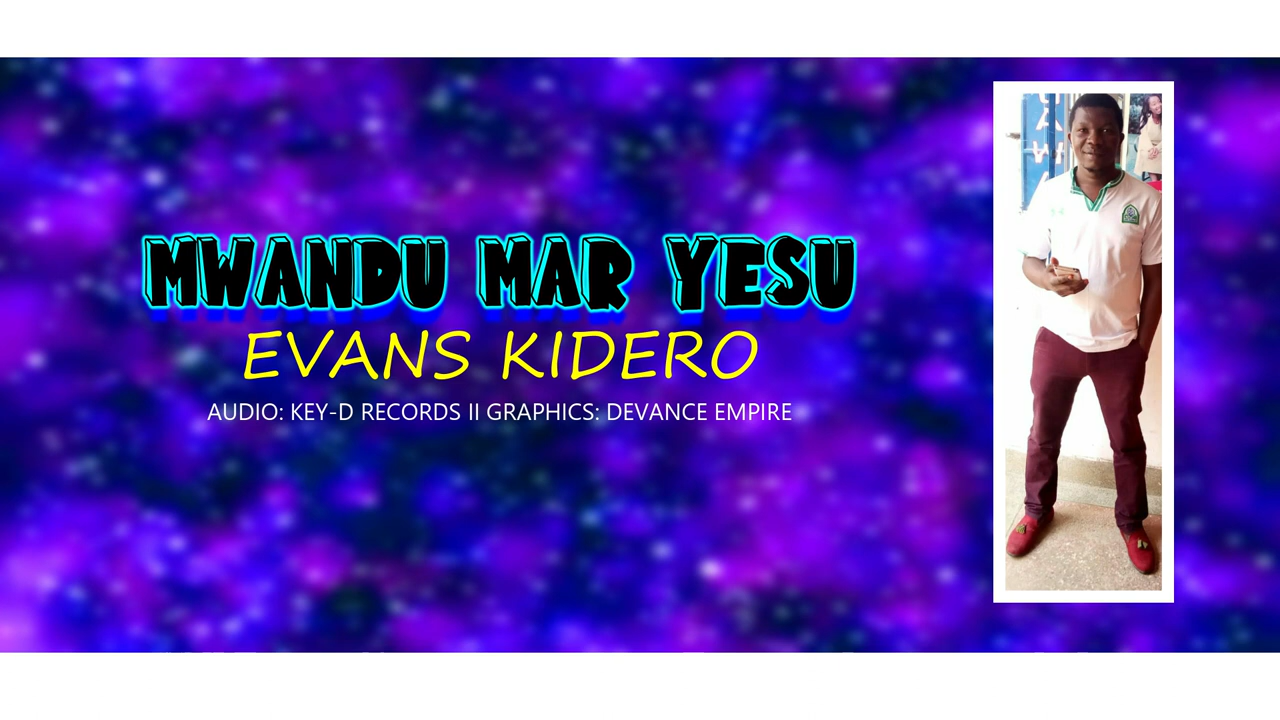 MWANDU MAR YESU
EVANS KIDERO
AUDIO: KEY-D RECORDS II GRAPHICS: DEVANCE EMPIRE